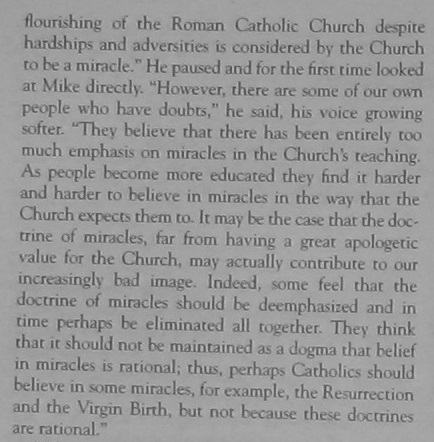 flourishing of the Roman Catholic Church despite
hardships and adversities is considered by the Church
to be a miracle." He paused and for the first time looked
at Mike directly. "However, there are some of our own
people who have doubts," he said, his voice growing
softer. "They believe that there has been entirely too
much emphasis on miracles in the Church's teaching.
As people become more educated they find it harder
and harder to believe in miracles in the way that the
Church expects them to. It may be the case that the doc-
trine of miracles, far from having a great apologetic
value for the Church, may actually contribute to our
increasingly bad image. Indeed, some feel that the
doctrine of miracles should be deemphasized and in
time perhaps be eliminated all together. They think
that it should not be maintained as a dogma that belief
in miracles is rational; thus, perhaps Catholics should
believe in some miracles, for example, the Resurrection
and the Virgin Birth, but not because these doctrines
are rational."